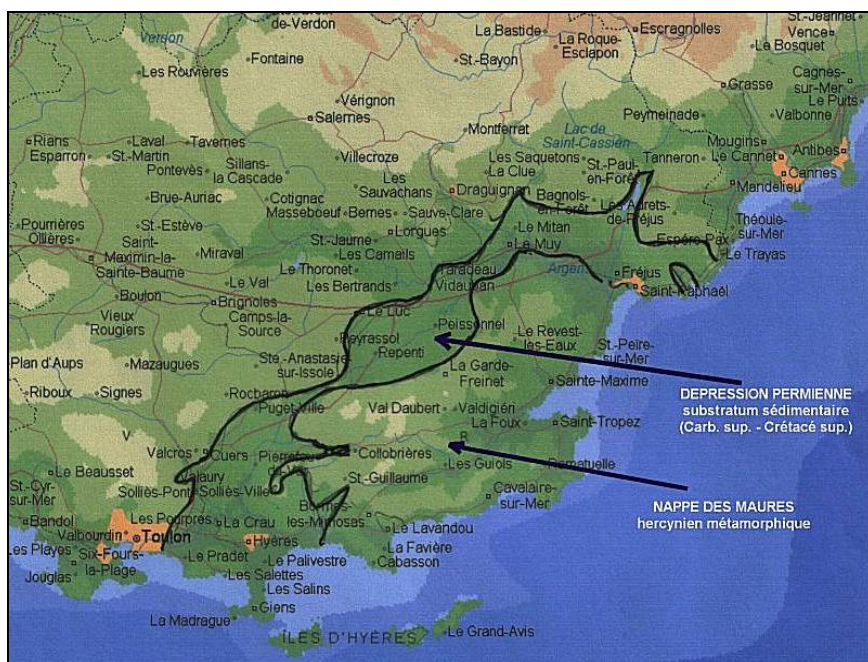 de-Verdon
Verdon
La Bastide
Escragnolles
St.-Jeannet
Vence
Fontaine
La Roque-
Esclapon
Le Bosquet
St.-Bayon
Les Rouvières
Cagnes-
sur-Mer
Grasse
Vérignon
Le Puits
Salernes
Peymeinade
Valbonne
Montferrat
Lac de
Saint-Cassien
Rians
Laval
Tavernes
Mougins
Antibes
Esparron
St.-Martin
Villecroze
Les Saquetons
St.-Paul-
en-Forêt
Tanneron
Le Cannet
Pontevès
Sillans-
la-Cascade
La Clue
Cannes
Les
Sauvachans
Draguignan
Mandelieu
Brue-Auriac
Cotignac
Bagnols-
en-Forêt
Masseboeuf
Bernes
Sauve-Clare
Les Adrets-
de-Fréjus
Pourrières
St.-Estève
Le Mitan
Théoule-
sur-Mer
Ollières
Lorgues
Saint-
Maximin-la-
Sainte-Baume
St.-Jaume
Le Muy
Espéro-Pax
Miraval
Les Camails
Le Trayas
Le Thoronet
Taradeau
Argens
Fréjus
Le Val
Les Bertrands
Vidauban
Saint-Raphaël
Boulon
Brignoles
Vieux
Rougiers
Camps-la-
Source
Le Luc
Peissonnel
Le Revest-
les-Eaux
Peyrassol
St.-Peire-
sur-Mer
Plan d'Aups
Mazaugues
Ste.-Anastasie-
sur-Issole
Repenti
La Garde-
Freinet
Riboux
Signes
Rocbaron
Sainte-Maxime
DEPRESSION PERMIENNE
substratum sédimentaire
(Carb. sup. - Crétacé sup.)
Puget-Ville
Val Daubert
Valdigiéri
La Foux
Saint-Tropez
Valcros
Cuers
Pierrefeu-
du-Var
Collobrières
Le Beausset
Les Guiols
Ramatuelle
Valaury
St.-Guillaume
St.-Cyr-
sur-Mer
Solliès-Pont
Solliès-Ville
Cavalaire-
sur-Mer
NAPPE DES MAURES
hercynien métamorphique
Bandol
Les Pourprés
La Crau
Bormes-
les-Mimosas
Le Lavandou
Valbourdin
Toulon
Hyères
La Favière
Les Playes
Six-Fours-
la-Plage
Le Pradet
Le Palivestre
Cabasson
Jouglas
Les Salettes
Les Salins
Giens
La Madrague
ÎLES D'HYÈRES
Le Grand-Avis